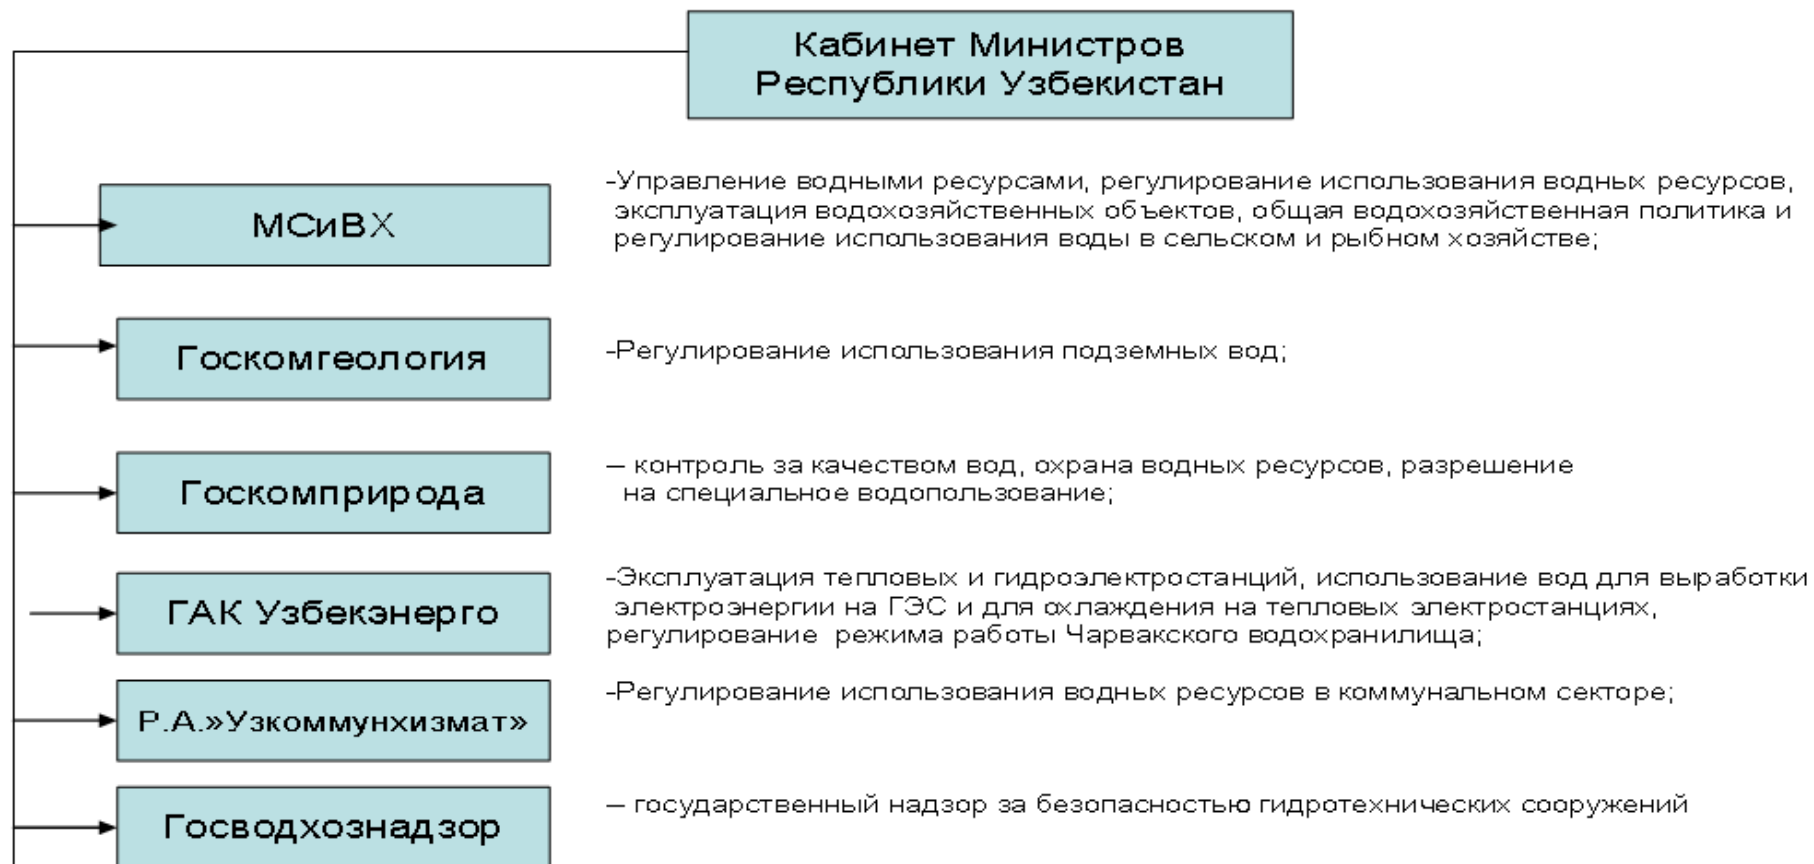 Кабинет Министров
Республики Узбекистан
МСиВХ
-Управление водными ресурсами, регулирование использования водных ресурсов,
эксплуатация водохозяйственных объектов, общая водохозяйственная политика и
регулирование использования воды в сельском и рыбном хозяйстве;
Госкомгеология
-Регулирование использования подземных вод;
Госкомприрода
– контроль за качеством вод, охрана водных ресурсов, разрешение
на специальное водопользование;
ГАК Узбекэнерго
-Эксплуатация тепловых и гидроэлектростанций, использование вод для выработки
электроэнергии на ГЭС и для охлаждения на тепловых электростанциях,
регулирование режима работы Чарвакского водохранилища;
Р.А.»Узкоммунхизмат»
-Регулирование использования водных ресурсов в коммунальном секторе;
Госводхознадзор
– государственный надзор за безопасностью гидротехнических сооружений